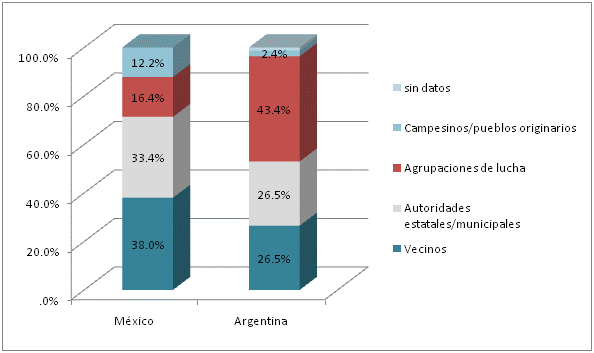 100.0%
80.0%
60.0%
40.0%
20.0%
.0%
12.2%
16.4%
33.4%
38.0%
2.4%
43.4%
26.5%
26.5%
México
Argentina
sin datos
Campesinos/pueblos originarios
Agrupaciones de lucha
Autoridades
estatales/municipales
Vecinos